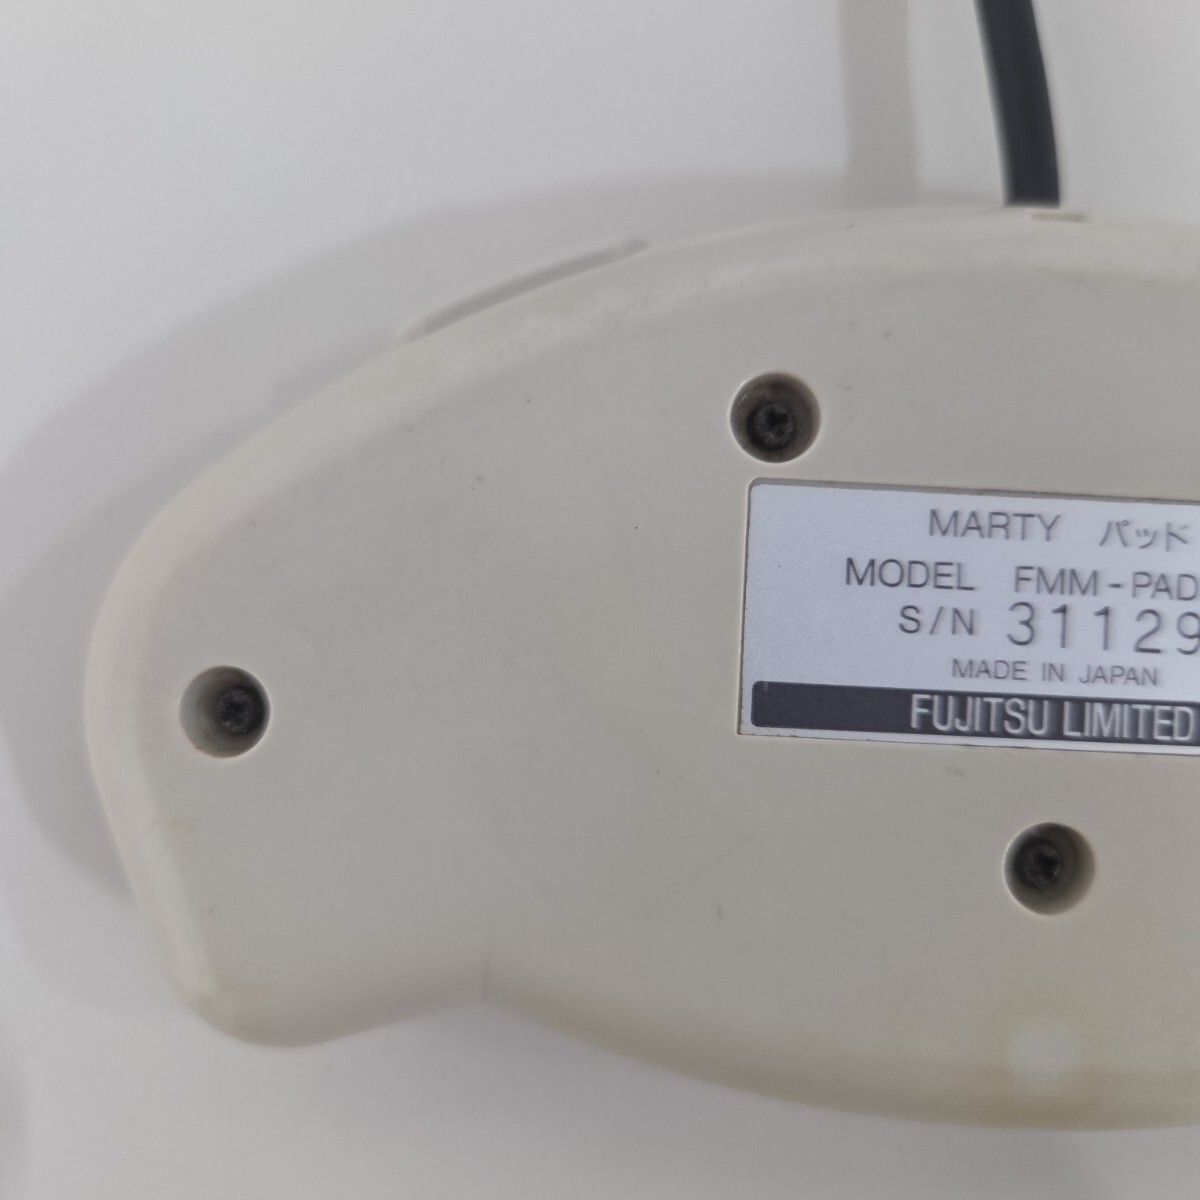 MARTY パッド
MODEL FMM-PAD
S/N 31129
MADE IN JAPAN
FUJITSU LIMITED